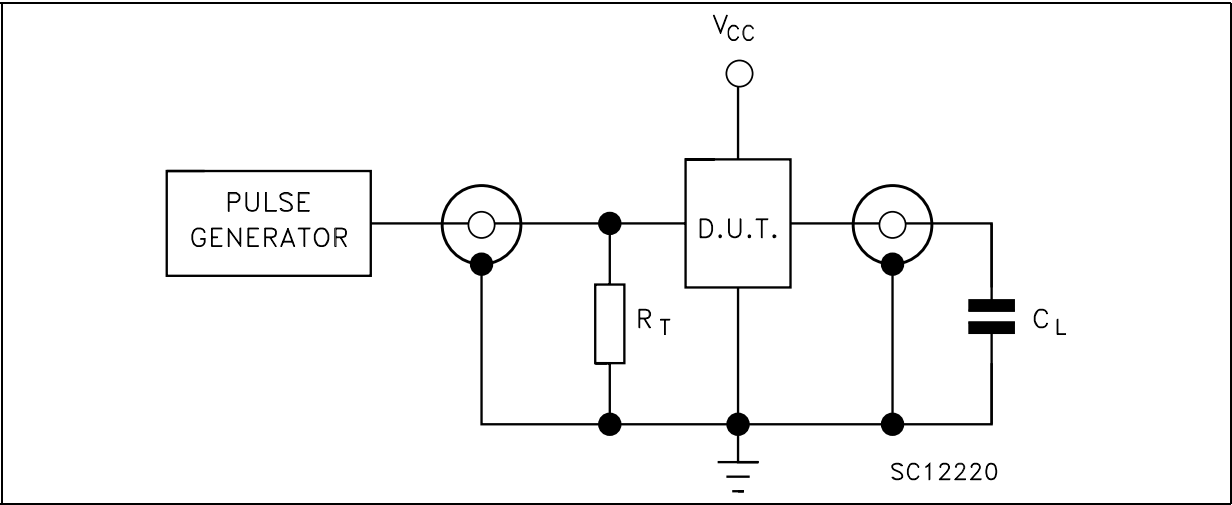 VCC
PULSE
GENERATOR
D.U.T.
RT
CL
SC12220